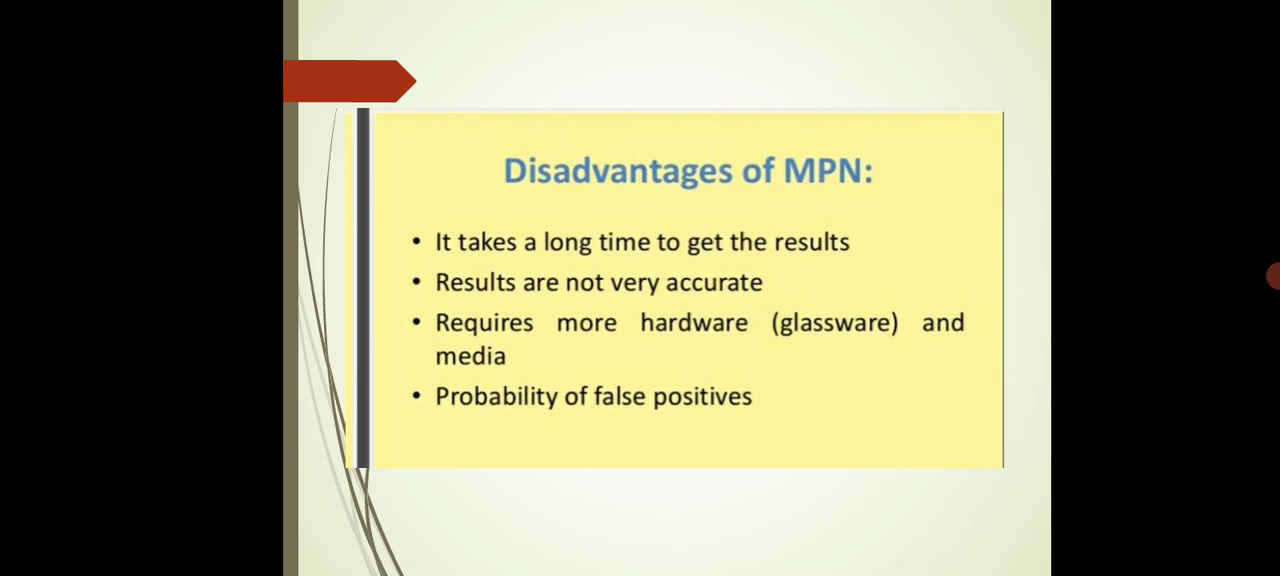 Disadvantages of MPN:
• It takes a long time to get the results
• Results are not very accurate
• Requires more hardware (glassware) and
media
• Probability of false positives